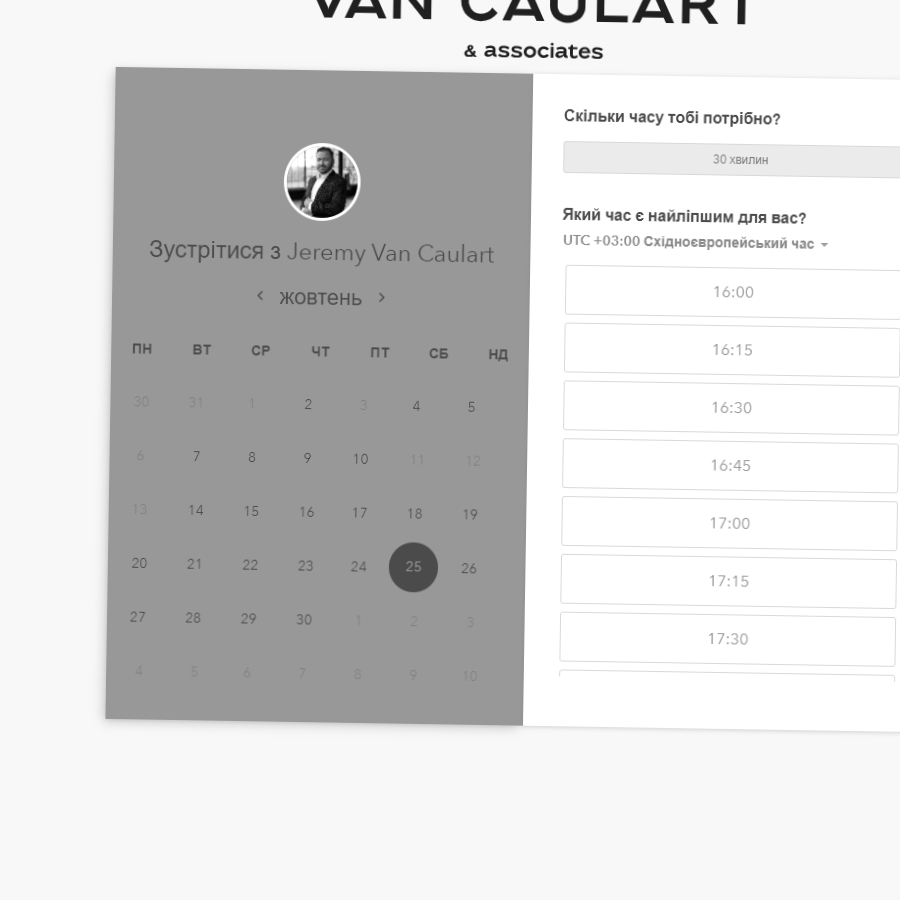 VAN CAULART
& associates
Зустрітися з Jeremy Van Caulart
жовтень
ПН ВТ СР ЧТ ПТ СБ НД
30 31 1 2 3 4 5
6 7 8 9 10 11 12
13 14 15 16 17 18 19
20 21 22 23 24 25 26
27 28 29 30 1 2 3
4 5 6 7 8 9 10
Скільки часу тобі потрібно?
30 хвилин
Який час є найліпшим для вас?
UTC +03:00 Східноєвропейський час
16:00
16:15
16:30
16:45
17:00
17:15
17:30